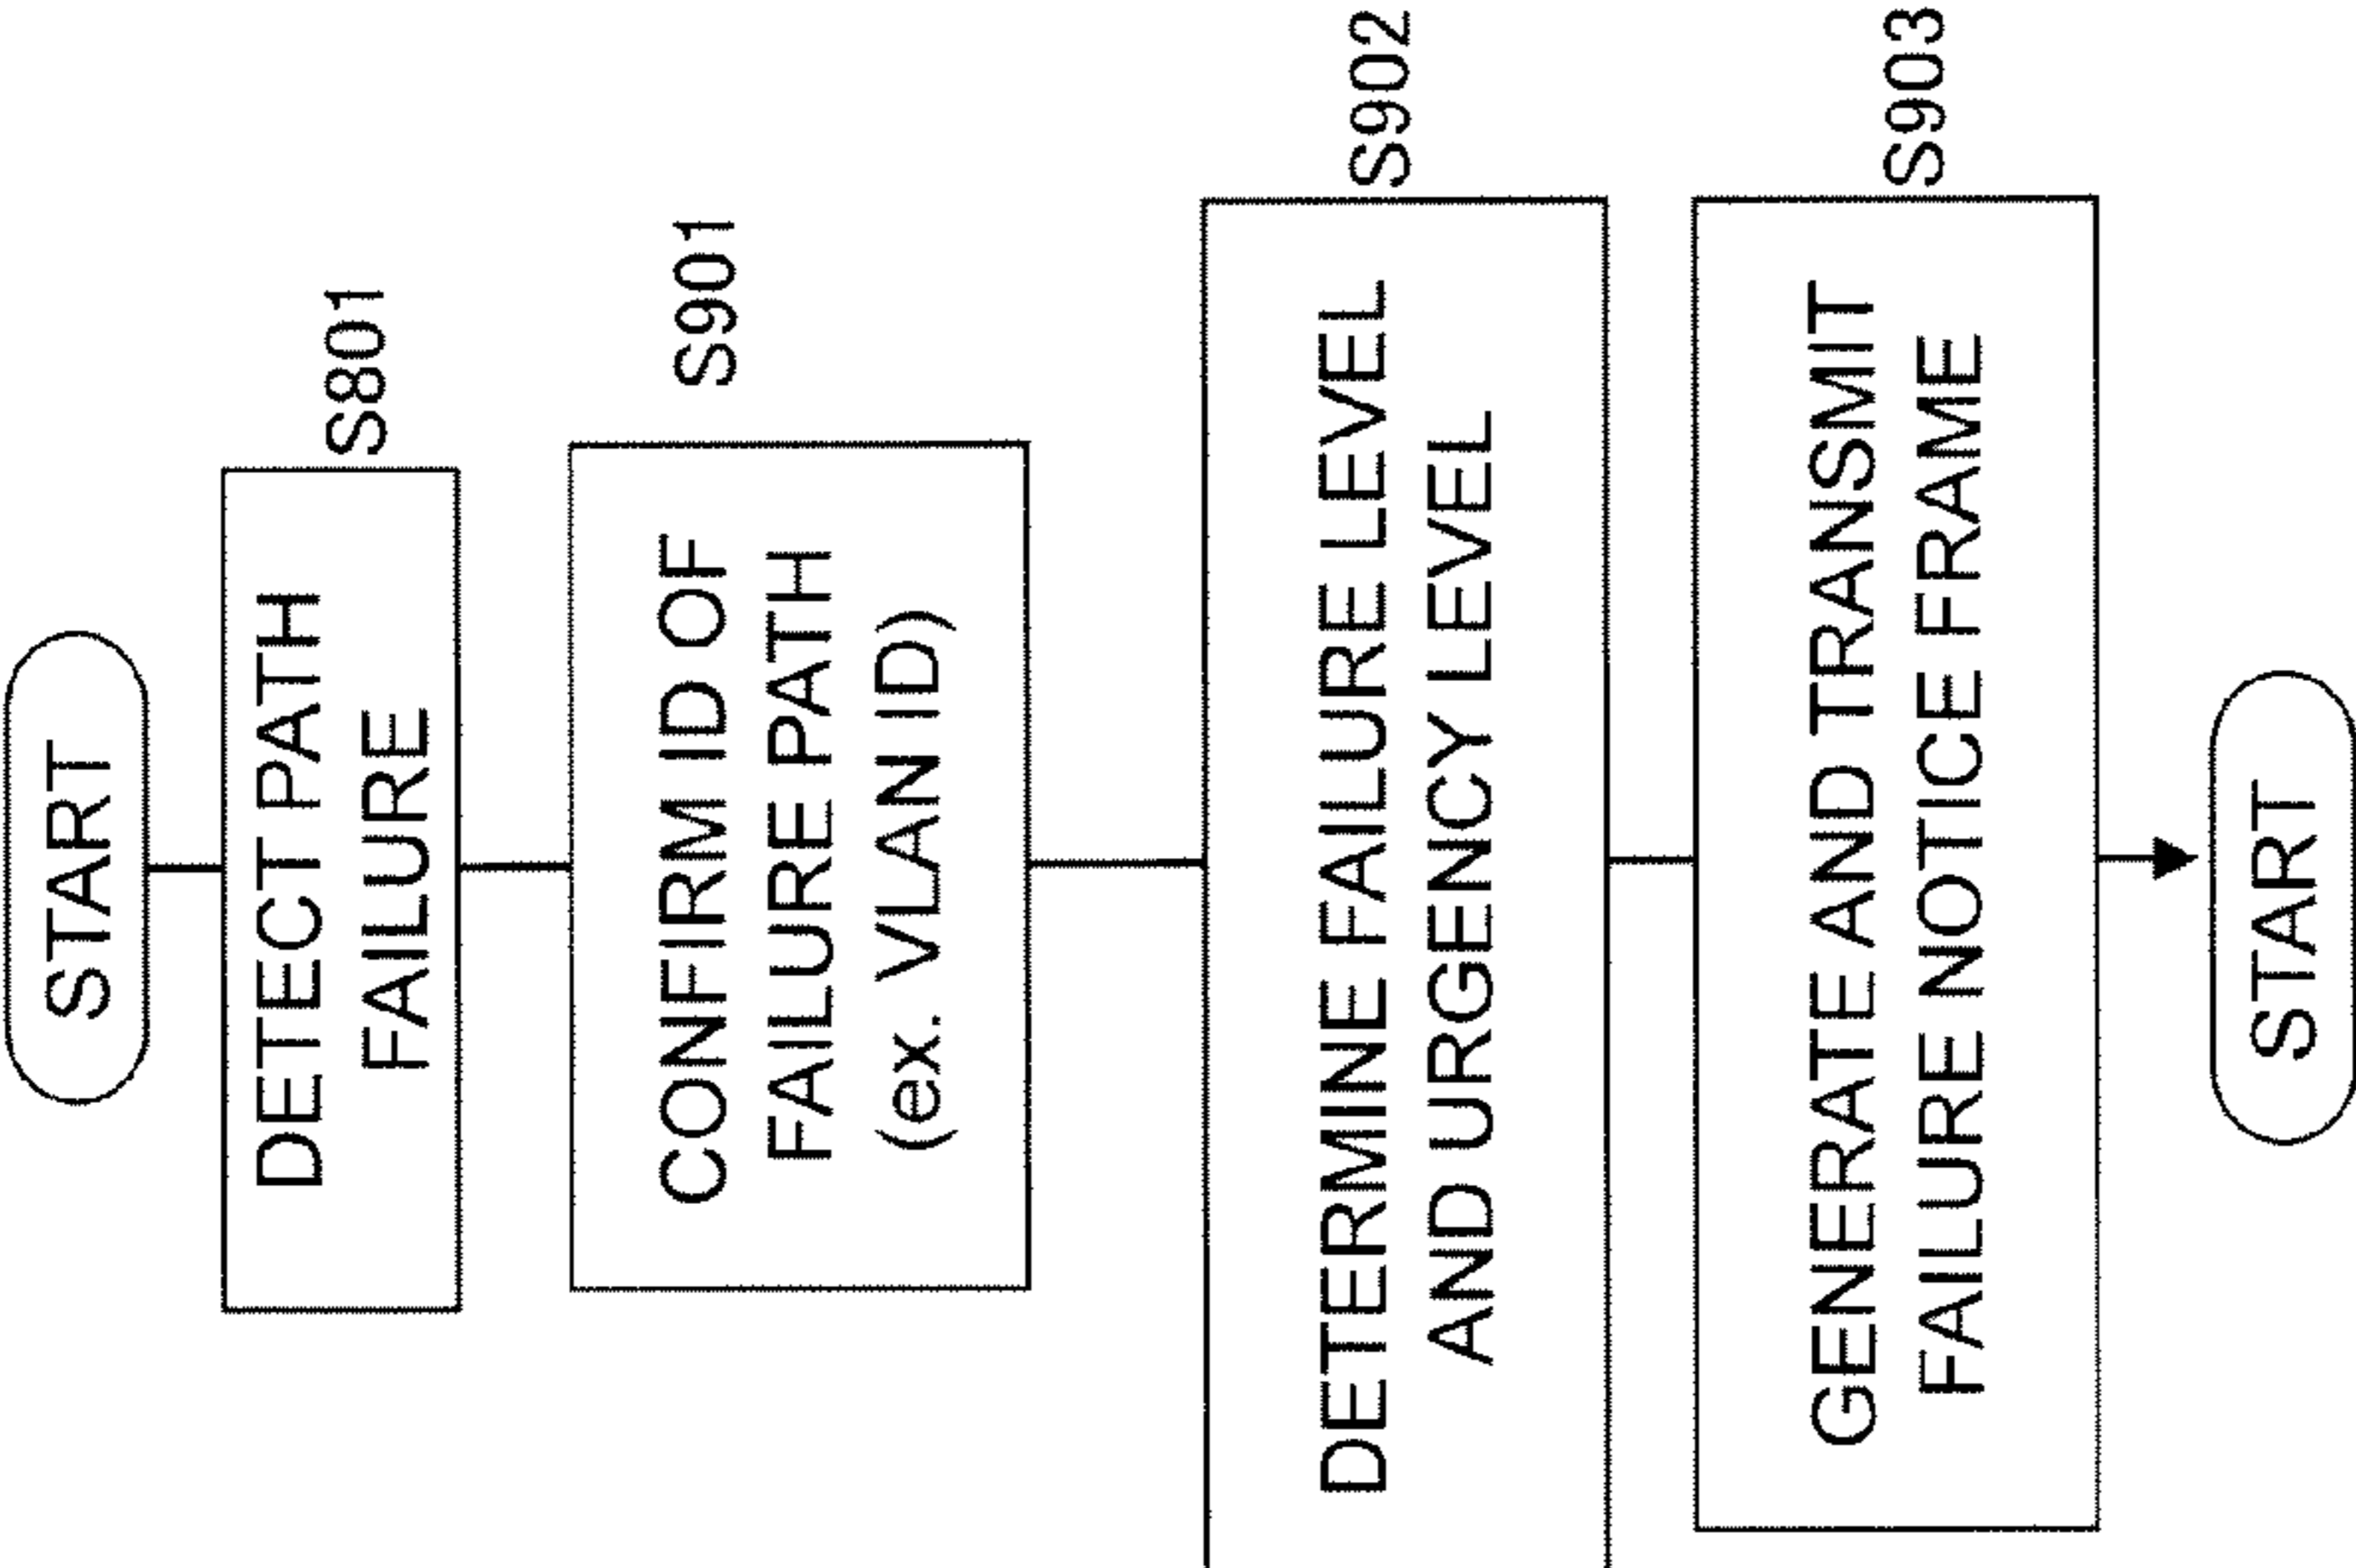 START
S801
DETECT PATH
FAILURE
S901
CONFIRM ID OF
FAILURE PATH
(ex. VLAN ID)
S902
DETERMINE FAILURE LEVEL
AND URGENCY LEVEL
S903
GENERATE AND TRANSMIT
FAILURE NOTICE FRAME
START